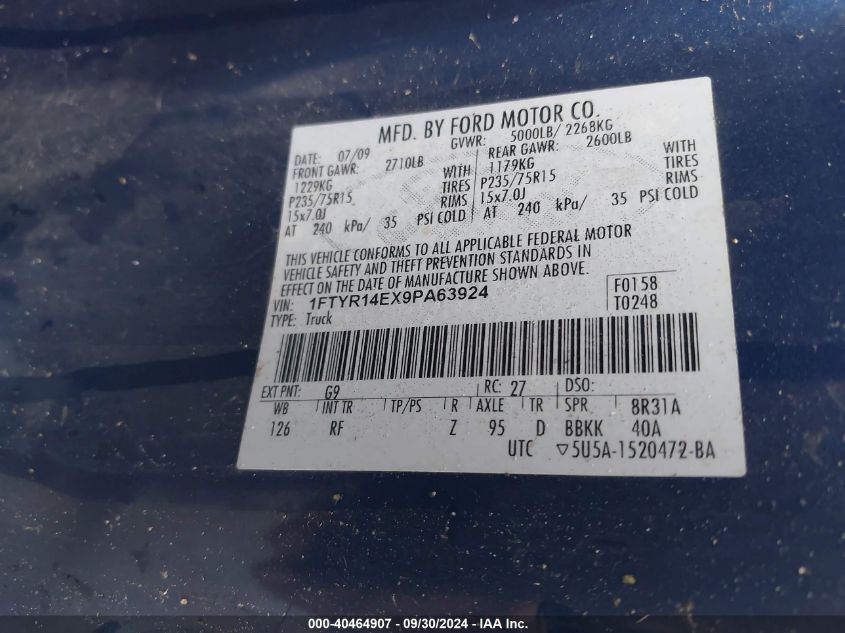 MFD. BY FORD MOTOR CO.
DATE: 07/09 GVWR: 5000LB/ 2268KG
FRONT GAWR: 2710LB REAR GAWR: 2600LB
1229KG WITH 1179KG WITH
P235/75R15 TIRES P235/75R15 TIRES
15x7.0J RIMS 15x7.0J RIMS
AT 240 kPa/ 35 PSI COLD AT 240 kPa/ 35 PSI COLD
THIS VEHICLE CONFORMS TO ALL APPLICABLE FEDERAL MOTOR
VEHICLE SAFETY AND THEFT PREVENTION STANDARDS IN
EFFECT ON THE DATE OF MANUFACTURE SHOWN ABOVE.
VIN: 1FTYR14EX9PA63924 F0158
TYPE: Truck T0248
EXT PNT: G9 RC: 27 DSO:
WB INT TR TP/PS R AXLE TR SPR 8R31A
126 RF Z 95 D BBKK 40A
UTC ▽5U5A-1520472-BA
000-40464907 - 09/30/2024 - IAA Inc.